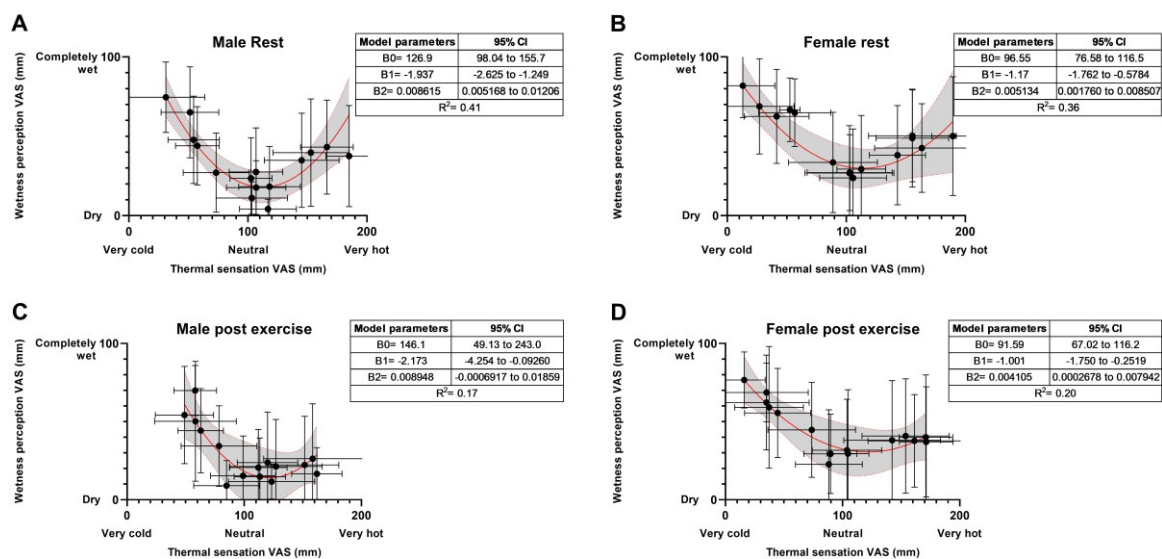 A
Male Rest
Model parameters 95% CI
B0= 126.9 98.04 to 155.7
B1= -1.937 -2.625 to -1.249
B2= 0.008615 0.005168 to 0.01206
R²= 0.41
Completely wet
100
Wetness perception VAS (mm)
Dry
0
0 100 200
Very cold Neutral Very hot
Thermal sensation VAS (mm)
B
Female rest
Model parameters 95% CI
B0= 96.55 76.58 to 116.5
B1= -1.17 -1.762 to -0.5784
B2= 0.005134 0.001760 to 0.008507
R²= 0.36
Completely wet
100
Wetness perception VAS (mm)
Dry
0
0 100 200
Very cold Neutral Very hot
Thermal sensation VAS (mm)
C
Male post exercise
Model parameters 95% CI
B0= 146.1 49.13 to 243.0
B1= -2.173 -4.254 to -0.09260
B2= 0.008948 -0.0006917 to 0.01859
R²= 0.17
Completely wet
100
Wetness perception VAS (mm)
Dry
0
0 100 200
Very cold Neutral Very hot
Thermal sensation VAS (mm)
D
Female post exercise
Model parameters 95% CI
B0= 91.59 67.02 to 116.2
B1= -1.001 -1.750 to -0.2519
B2= 0.004105 0.0002678 to 0.007942
R²= 0.20
Completely wet
100
Wetness perception VAS (mm)
Dry
0
0 100 200
Very cold Neutral Very hot
Thermal sensation VAS (mm)